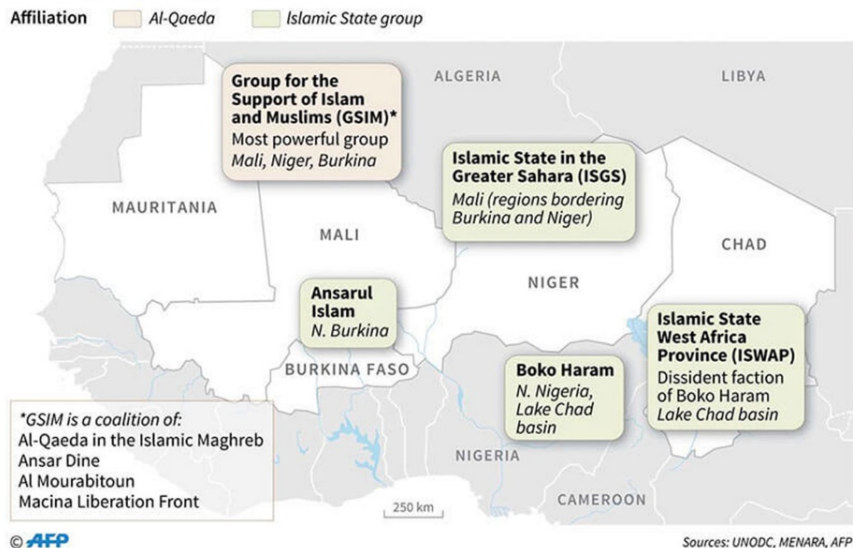 Affiliation Al-Qaeda Islamic State group
ALGERIA
LIBYA
Group for the
Support of Islam
and Muslims (GSIM)*
Most powerful group
Mali, Niger, Burkina
Islamic State in the
Greater Sahara (ISGS)
Mali (regions bordering
Burkina and Niger)
MAURITANIA
MALI
CHAD
NIGER
Ansarul
Islam
N. Burkina
Islamic State
West Africa
Province (ISWAP)
Dissident faction
of Boko Haram
Lake Chad basin
BURKINA FASO
Boko Haram
N. Nigeria,
Lake Chad
basin
*GSIM is a coalition of:
Al-Qaeda in the Islamic Maghreb
Ansar Dine
Al Mourabitoun
Macina Liberation Front
NIGERIA
CAMEROON
250 km
© AFP
Sources: UNODC, MENARA, AFP